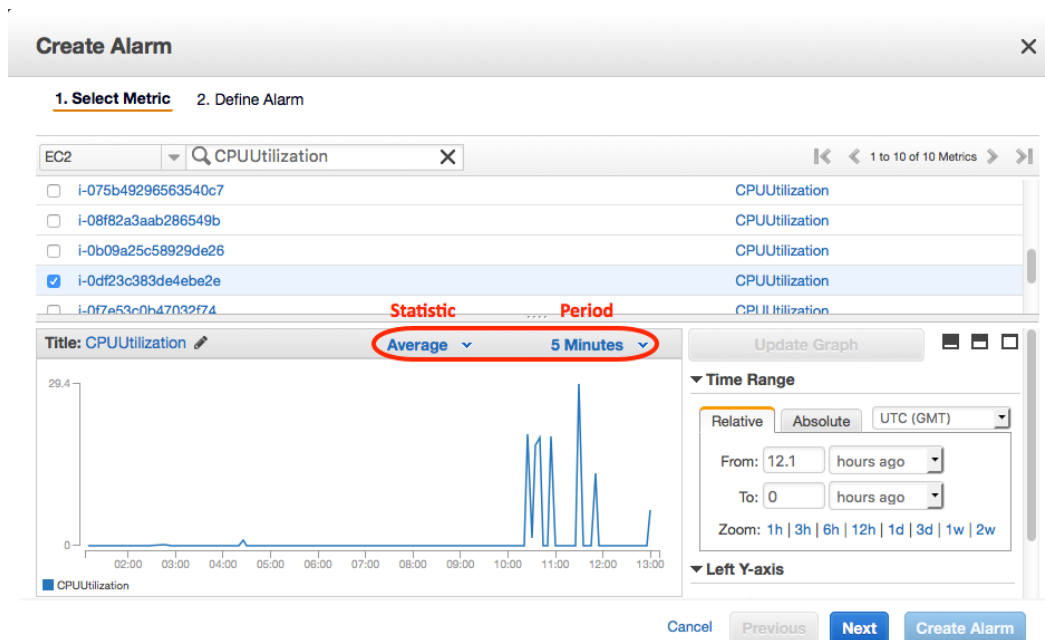 Create Alarm
1. Select Metric 2. Define Alarm
EC2 CPUUtilization 1 to 10 of 10 Metrics
i-075b49296563540c7 CPUUtilization
i-08f82a3aab286549b CPUUtilization
i-0b09a25c58929de26 CPUUtilization
i-0df23c383de4ebe2e CPUUtilization
i-0f7e53c0b47032f74 CPUUtilization
Statistic Period
Title: CPUUtilization Average 5 Minutes Update Graph
29.4
0
02:00 03:00 04:00 05:00 06:00 07:00 08:00 09:00 10:00 11:00 12:00 13:00
CPUUtilization
Time Range
Relative Absolute UTC (GMT)
From: 12.1 hours ago
To: 0 hours ago
Zoom: 1h | 3h | 6h | 12h | 1d | 3d | 1w | 2w
Left Y-axis
Cancel Previous Next Create Alarm